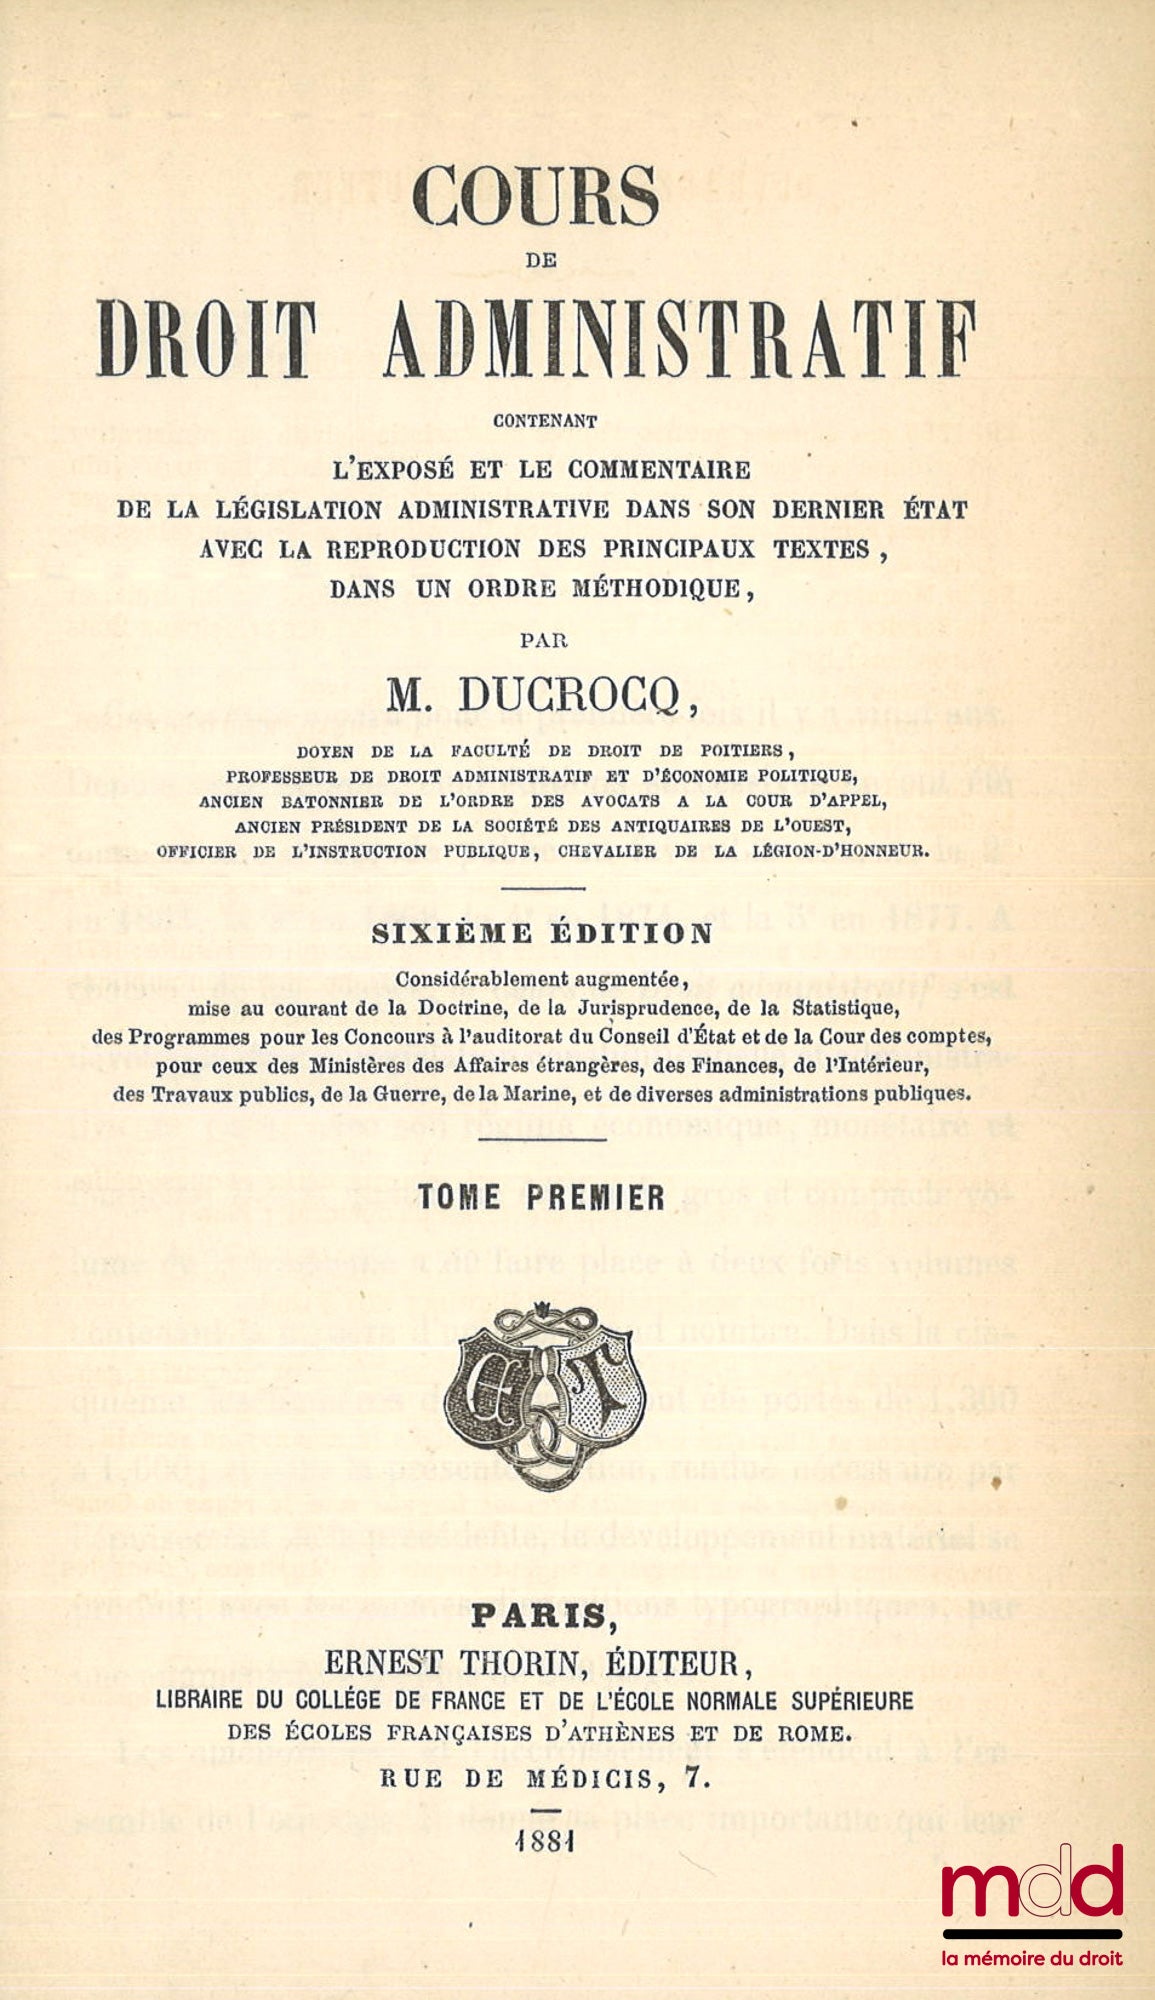 COURS
DE
DROIT ADMINISTRATIF
CONTENANT
L'EXPOSÉ ET LE COMMENTAIRE
DE LA LÉGISLATION ADMINISTRATIVE DANS SON DERNIER ÉTAT
AVEC LA REPRODUCTION DES PRINCIPAUX TEXTES,
DANS UN ORDRE MÉTHODIQUE,
PAR
M. DUCROCQ,
DOYEN DE LA FACULTÉ DE DROIT DE POITIERS,
PROFESSEUR DE DROIT ADMINISTRATIF ET D'ÉCONOMIE POLITIQUE,
ANCIEN BATONNIER DE L'ORDRE DES AVOCATS A LA COUR D'APPEL,
ANCIEN PRÉSIDENT DE LA SOCIÉTÉ DES ANTIQUAIRES DE L'OUEST,
OFFICIER DE L'INSTRUCTION PUBLIQUE, CHEVALIER DE LA LÉGION-D'HONNEUR.
SIXIÈME ÉDITION
Considérablement augmentée,
mise au courant de la Doctrine, de la Jurisprudence, de la Statistique,
des Programmes pour les Concours à l'auditorat du Conseil d'État et de la Cour des comptes,
pour ceux des Ministères des Affaires étrangères, des Finances, de l'Intérieur,
des Travaux publics, de la Guerre, de la Marine, et de diverses administrations publiques.
TOME PREMIER
E T
PARIS,
ERNEST THORIN, ÉDITEUR,
LIBRAIRE DU COLLÉGE DE FRANCE ET DE L'ÉCOLE NORMALE SUPÉRIEURE
DES ÉCOLES FRANÇAISES D'ATHÈNES ET DE ROME.
RUE DE MÉDICIS, 7.
1881
mdd
la mémoire du droit